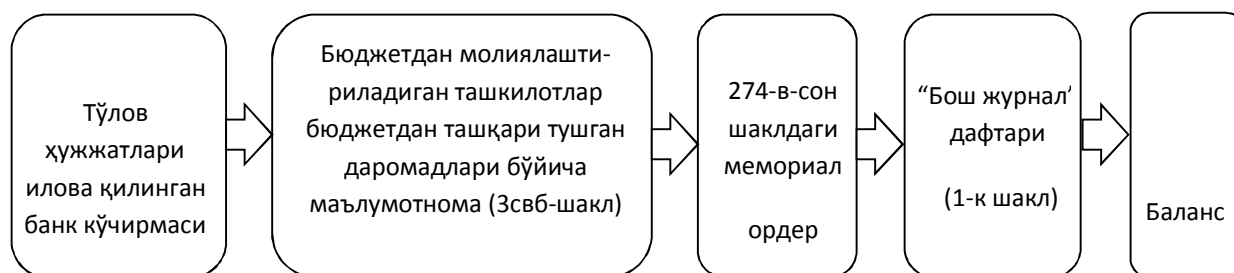 Тўлов
ҳужжатлари
илова қилинган
банк кўчирмаси
Бюджетдан молиялашти-
риладиган ташкилотлар
бюджетдан ташқари тушган
даромадлари бўйича
маълумотнома (3свб-шакл)
274-в-сон
шаклдаги
мемориал
ордер
“Бош журнал”
дафтари
(1-к шакл)
Баланс